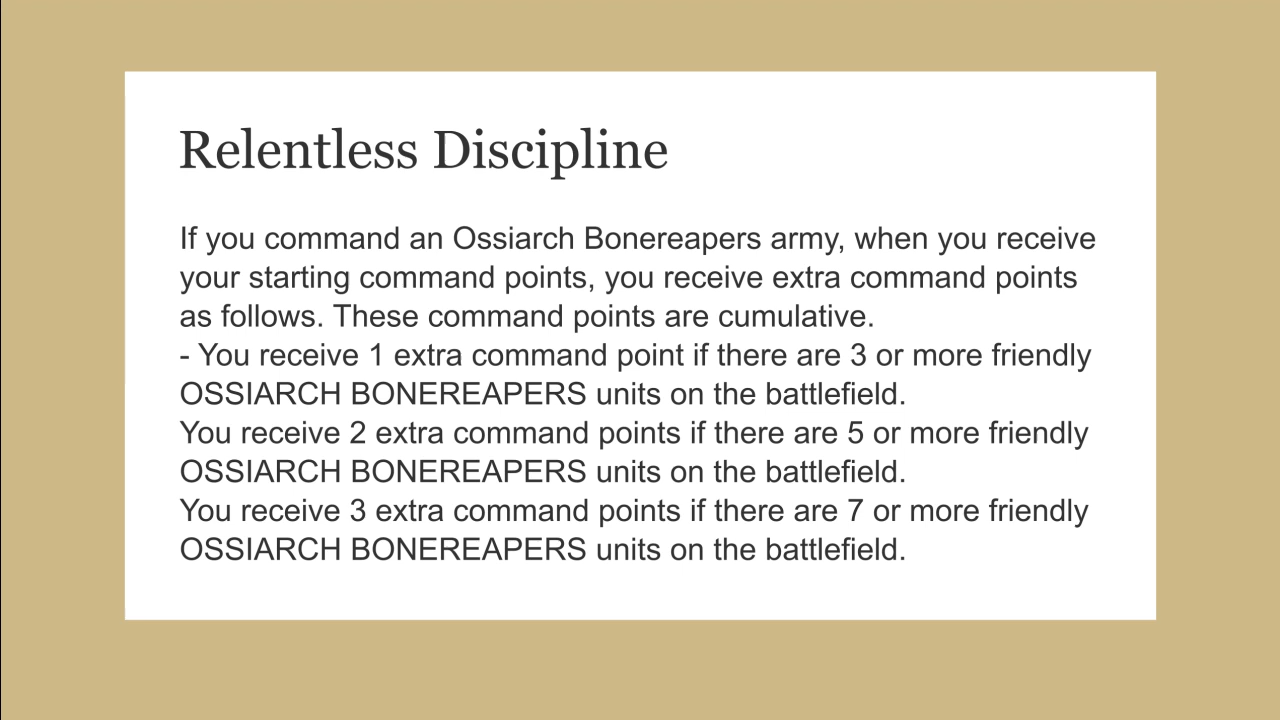 Relentless Discipline
If you command an Ossiarch Bonereapers army, when you receive
your starting command points, you receive extra command points
as follows. These command points are cumulative.
- You receive 1 extra command point if there are 3 or more friendly
OSSIARCH BONEREAPERS units on the battlefield.
You receive 2 extra command points if there are 5 or more friendly
OSSIARCH BONEREAPERS units on the battlefield.
You receive 3 extra command points if there are 7 or more friendly
OSSIARCH BONEREAPERS units on the battlefield.